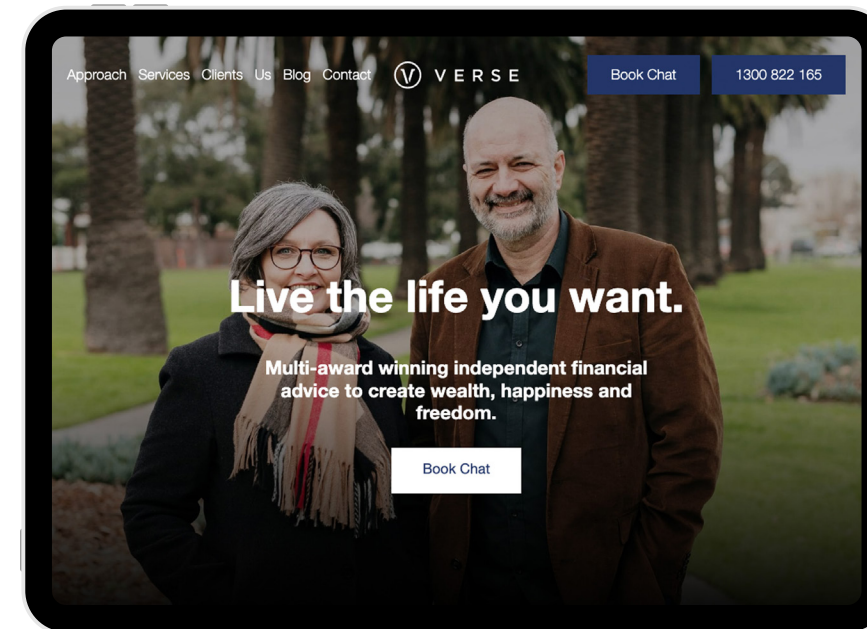 Approach Services Clients Us Blog Contact VERSE Book Chat 1300 822 165
Live the life you want.
Multi-award winning independent financial
advice to create wealth, happiness and
freedom.
Book Chat